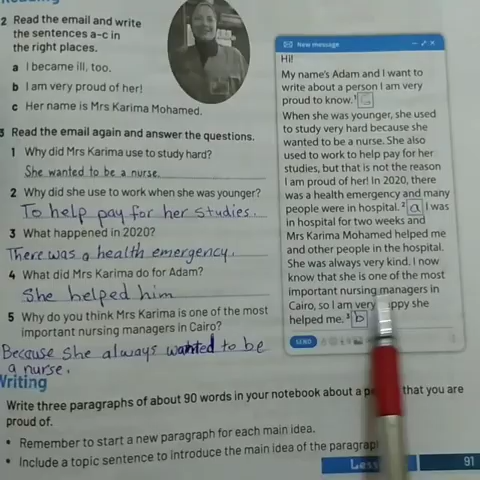 2 Read the email and write
the sentences a-c in
the right places.
a I became ill, too.
b I am very proud of her!
c Her name is Mrs Karima Mohamed.
3 Read the email again and answer the questions.
1 Why did Mrs Karima use to study hard?
She wanted to be a nurse.
2 Why did she use to work when she was younger?
To help pay for her studies.
3 What happened in 2020?
There was a health emergency.
4 What did Mrs Karima do for Adam?
She helped him
5 Why do you think Mrs Karima is one of the most
important nursing managers in Cairo?
Because she always wanted to be
a nurse.
New message
Hi!
My name's Adam and I want to
write about a person I am very
proud to know. 1 C
When she was younger, she used
to study very hard because she
wanted to be a nurse. She also
used to work to help pay for her
studies, but that is not the reason
I am proud of her! In 2020, there
was a health emergency and many
people were in hospital. 2 a I was
in hospital for two weeks and
Mrs Karima Mohamed helped me
and other people in the hospital.
She was always very kind. I now
know that she is one of the most
important nursing managers in
Cairo, so I am very happy she
helped me. 3 b
SEND
Writing
Write three paragraphs of about 90 words in your notebook about a that you are
proud of.
• Remember to start a new paragraph for each main idea.
• Include a topic sentence to introduce the main idea of the paragraph
91